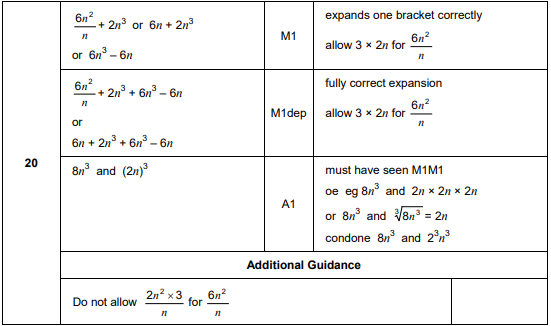 6n²/n + 2n³ or 6n + 2n³
or 6n³ – 6n
M1
expands one bracket correctly
allow 3 × 2n for 6n²/n
6n²/n + 2n³ + 6n³ – 6n
or
6n + 2n³ + 6n³ – 6n
M1dep
fully correct expansion
allow 3 × 2n for 6n²/n
20
8n³ and (2n)³
A1
must have seen M1M1
oe eg 8n³ and 2n × 2n × 2n
or 8n³ and ∛8n³ = 2n
condone 8n³ and 2³n³
Additional Guidance
Do not allow 2n² × 3/n for 6n²/n